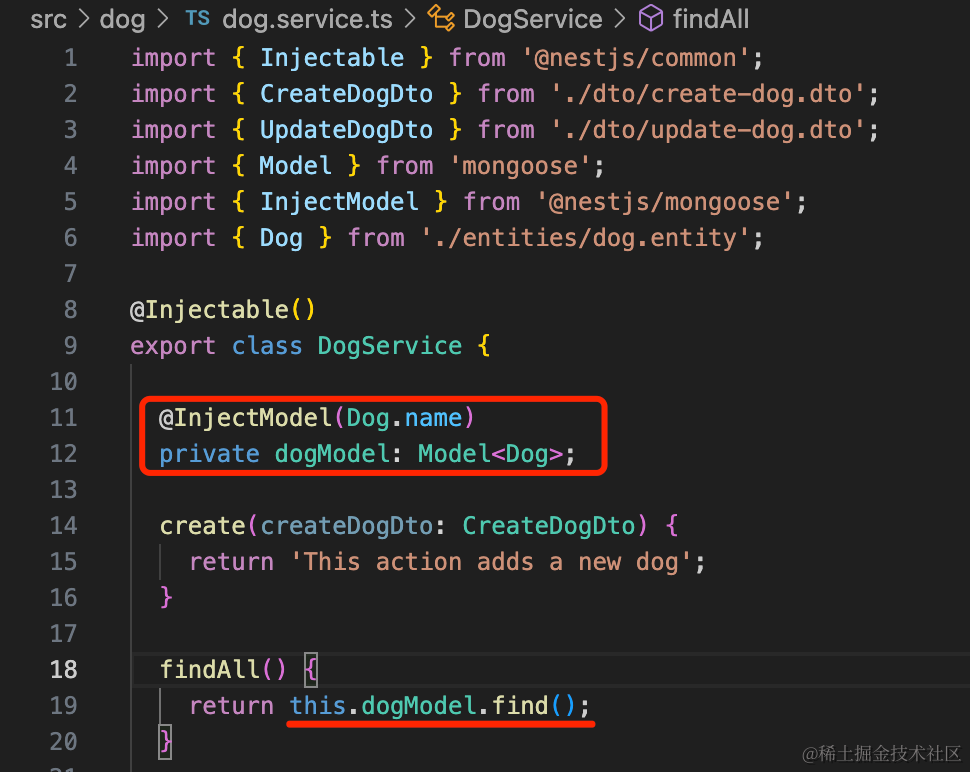 src > dog > TS dog.service.ts > DogService > findAll
1 import { Injectable } from '@nestjs/common';
2 import { CreateDogDto } from './dto/create-dog.dto';
3 import { UpdateDogDto } from './dto/update-dog.dto';
4 import { Model } from 'mongoose';
5 import { InjectModel } from '@nestjs/mongoose';
6 import { Dog } from './entities/dog.entity';
7
8 @Injectable()
9 export class DogService {
10
11 @InjectModel(Dog.name)
12 private dogModel: Model<Dog>;
13
14 create(createDogDto: CreateDogDto) {
15 return 'This action adds a new dog';
16 }
17
18 findAll() {
19 return this.dogModel.find();
20 }
@稀土掘金技术社区